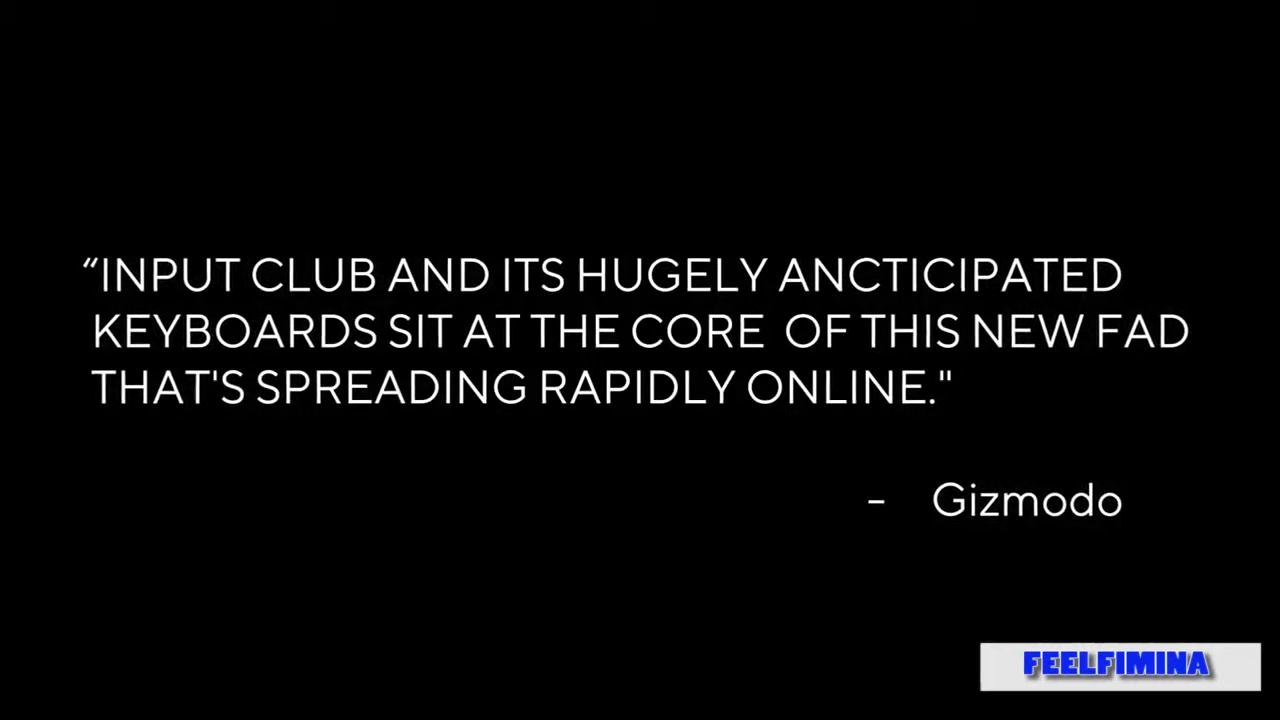 “INPUT CLUB AND ITS HUGELY ANCTICIPATED
KEYBOARDS SIT AT THE CORE  OF THIS NEW FAD
THAT'S SPREADING RAPIDLY ONLINE."
-   Gizmodo
FEELFIMINA